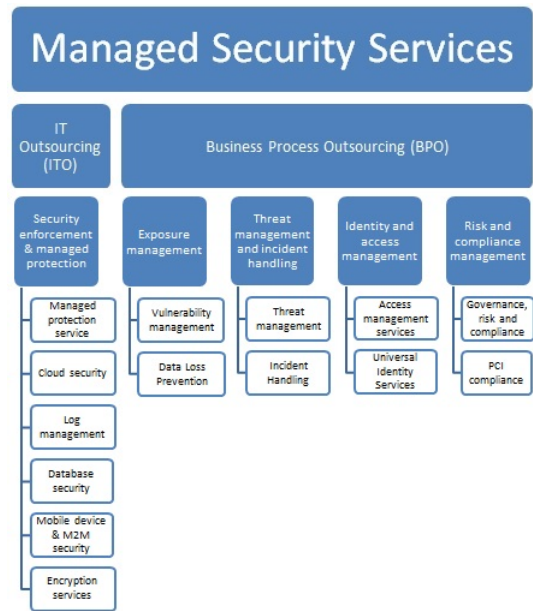 Managed Security Services
IT
Outsourcing
(ITO)
Business Process Outsourcing (BPO)
Security
enforcement
& managed
protection
Exposure
management
Threat
management
and incident
handling
Identity and
access
management
Risk and
compliance
management
Managed
protection
service
Cloud security
Log
management
Database
security
Mobile device
& M2M
security
Encryption
services
Vulnerability
management
Data Loss
Prevention
Threat
management
Incident
Handling
Access
management
services
Universal
Identity
Services
Governance,
risk and
compliance
PCI
compliance